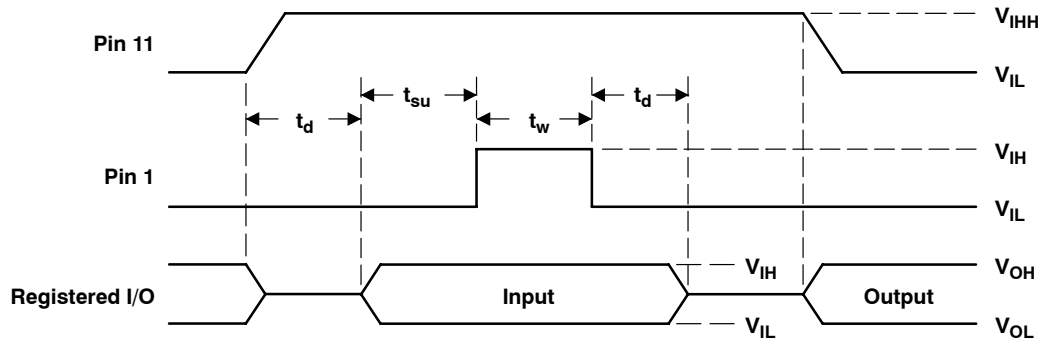 V_IHH
Pin 11
V_IL
t_su t_d
t_d t_w
V_IH
Pin 1
V_IL
V_IH V_OH
Registered I/O Input Output
V_IL V_OL